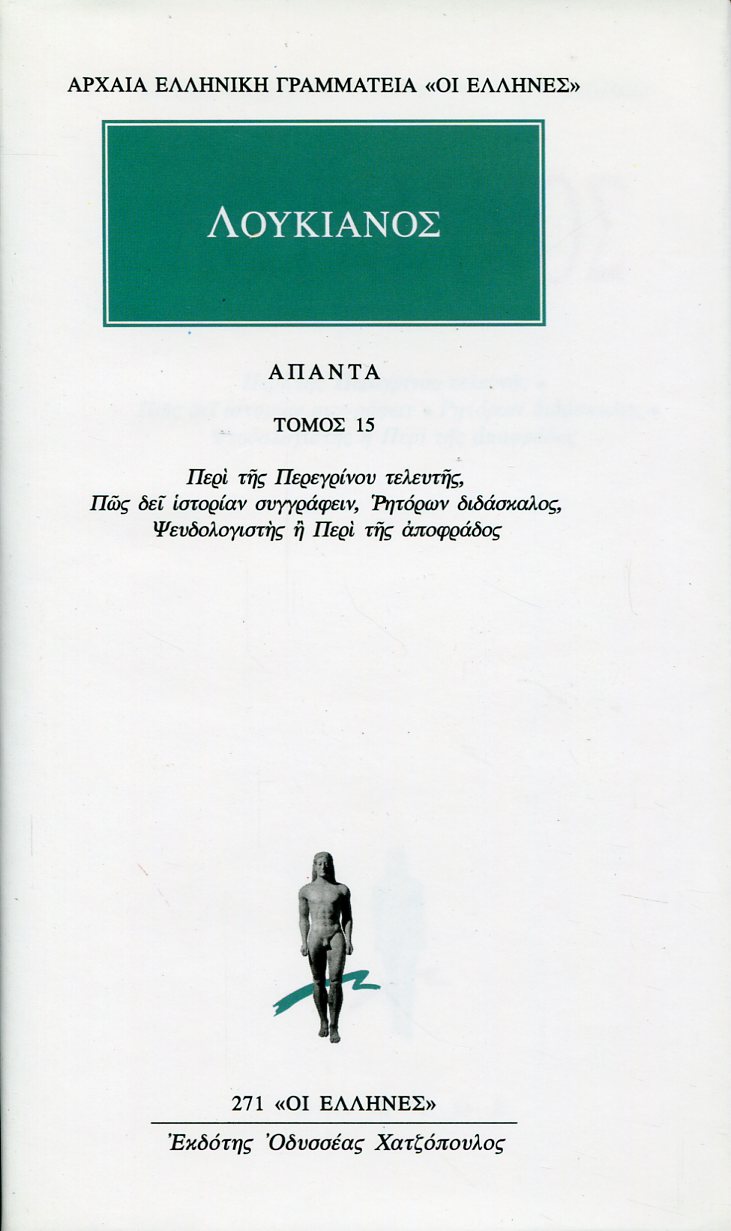 ΑΡΧΑΙΑ ΕΛΛΗΝΙΚΗ ΓΡΑΜΜΑΤΕΙΑ «ΟΙ ΕΛΛΗΝΕΣ»
ΛΟΥΚΙΑΝΟΣ
ΑΠΑΝΤΑ
ΤΟΜΟΣ 15
Περὶ τῆς Περεγρίνου τελευτῆς,
Πῶς δεῖ ἱστορίαν συγγράφειν, Ῥητόρων διδάσκαλος,
Ψευδολογιστὴς ἢ Περὶ τῆς ἀποφράδος
271 «ΟΙ ΕΛΛΗΝΕΣ»
Ἐκδότης Ὀδυσσέας Χατζόπουλος